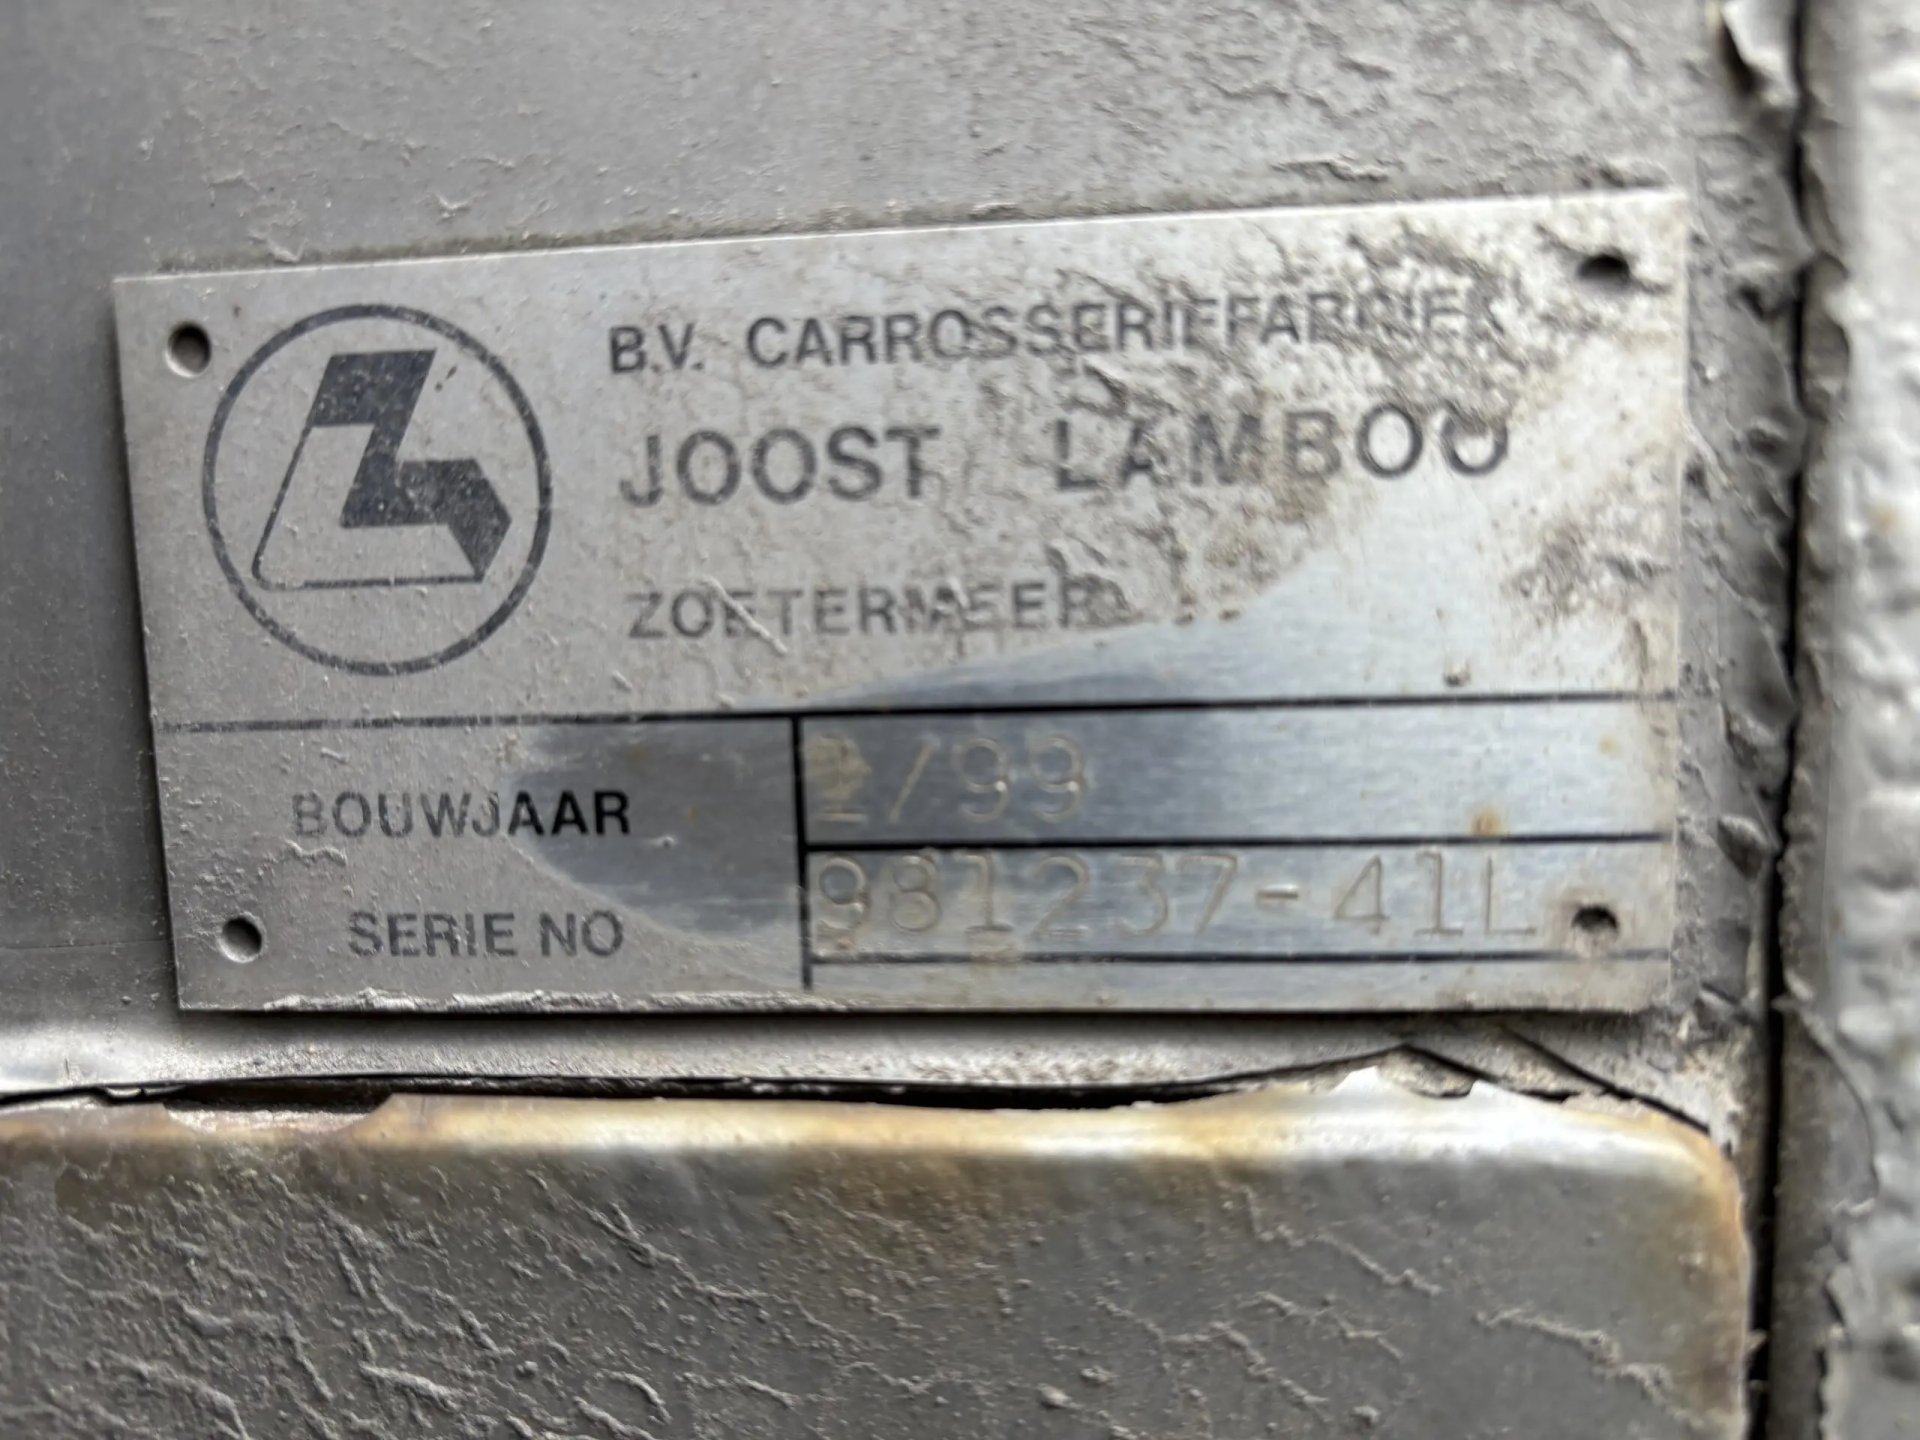 B.V. CARROSSERIEFABRIEK
JOOST LAMBOO
ZOETERMEER
BOUWJAAR /99
SERIE NO 981237-41L